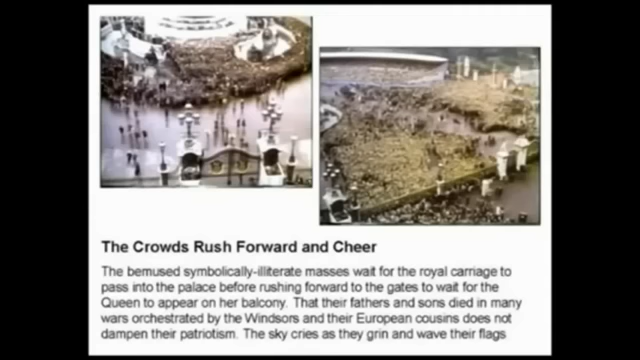 The Crowds Rush Forward and Cheer
The bemused symbolically-illiterate masses wait for the royal carriage to
pass into the palace before rushing forward to the gates to wait for the
Queen to appear on her balcony. That their fathers and sons died in many
wars orchestrated by the Windsors and their European cousins does not
dampen their patriotism. The sky cries as they grin and wave their flags